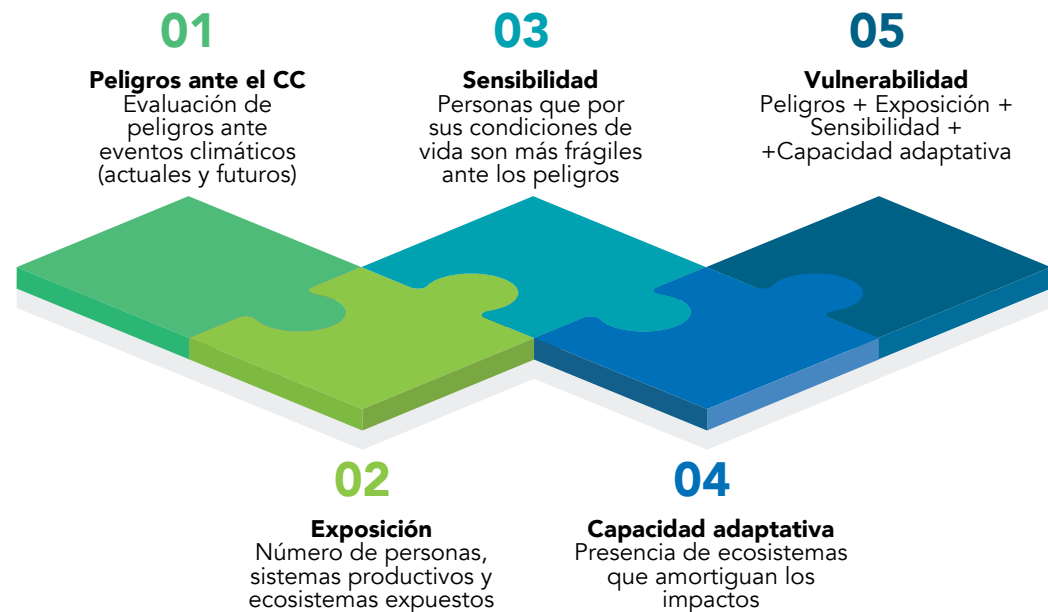 01
Peligros ante el CC
Evaluación de
peligros ante
eventos climáticos
(actuales y futuros)
03
Sensibilidad
Personas que por
sus condiciones de
vida son más frágiles
ante los peligros
05
Vulnerabilidad
Peligros + Exposición +
Sensibilidad +
+Capacidad adaptativa
02
Exposición
Número de personas,
sistemas productivos y
ecosistemas expuestos
04
Capacidad adaptativa
Presencia de ecosistemas
que amortiguan los
impactos